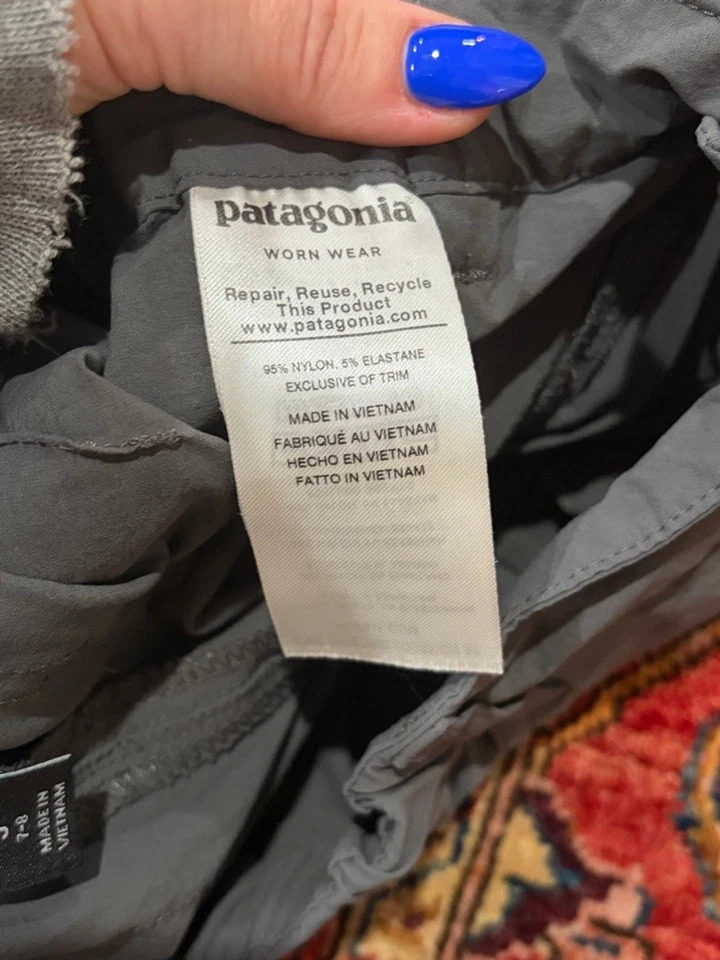 patagonia
WORN WEAR
Repair, Reuse, Recycle
This Product
www.patagonia.com
95% NYLON, 5% ELASTANE
EXCLUSIVE OF TRIM
MADE IN VIETNAM
FABRIQUÉ AU VIETNAM
HECHO EN VIETNAM
FATTO IN VIETNAM
7-8
MADE IN
VIETNAM